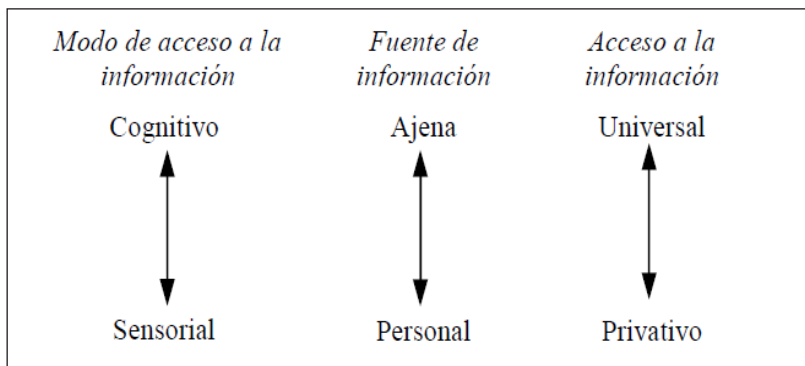 Modo de acceso a la
información
Fuente de
información
Acceso a la
información
Cognitivo
Ajena
Universal
Sensorial
Personal
Privativo